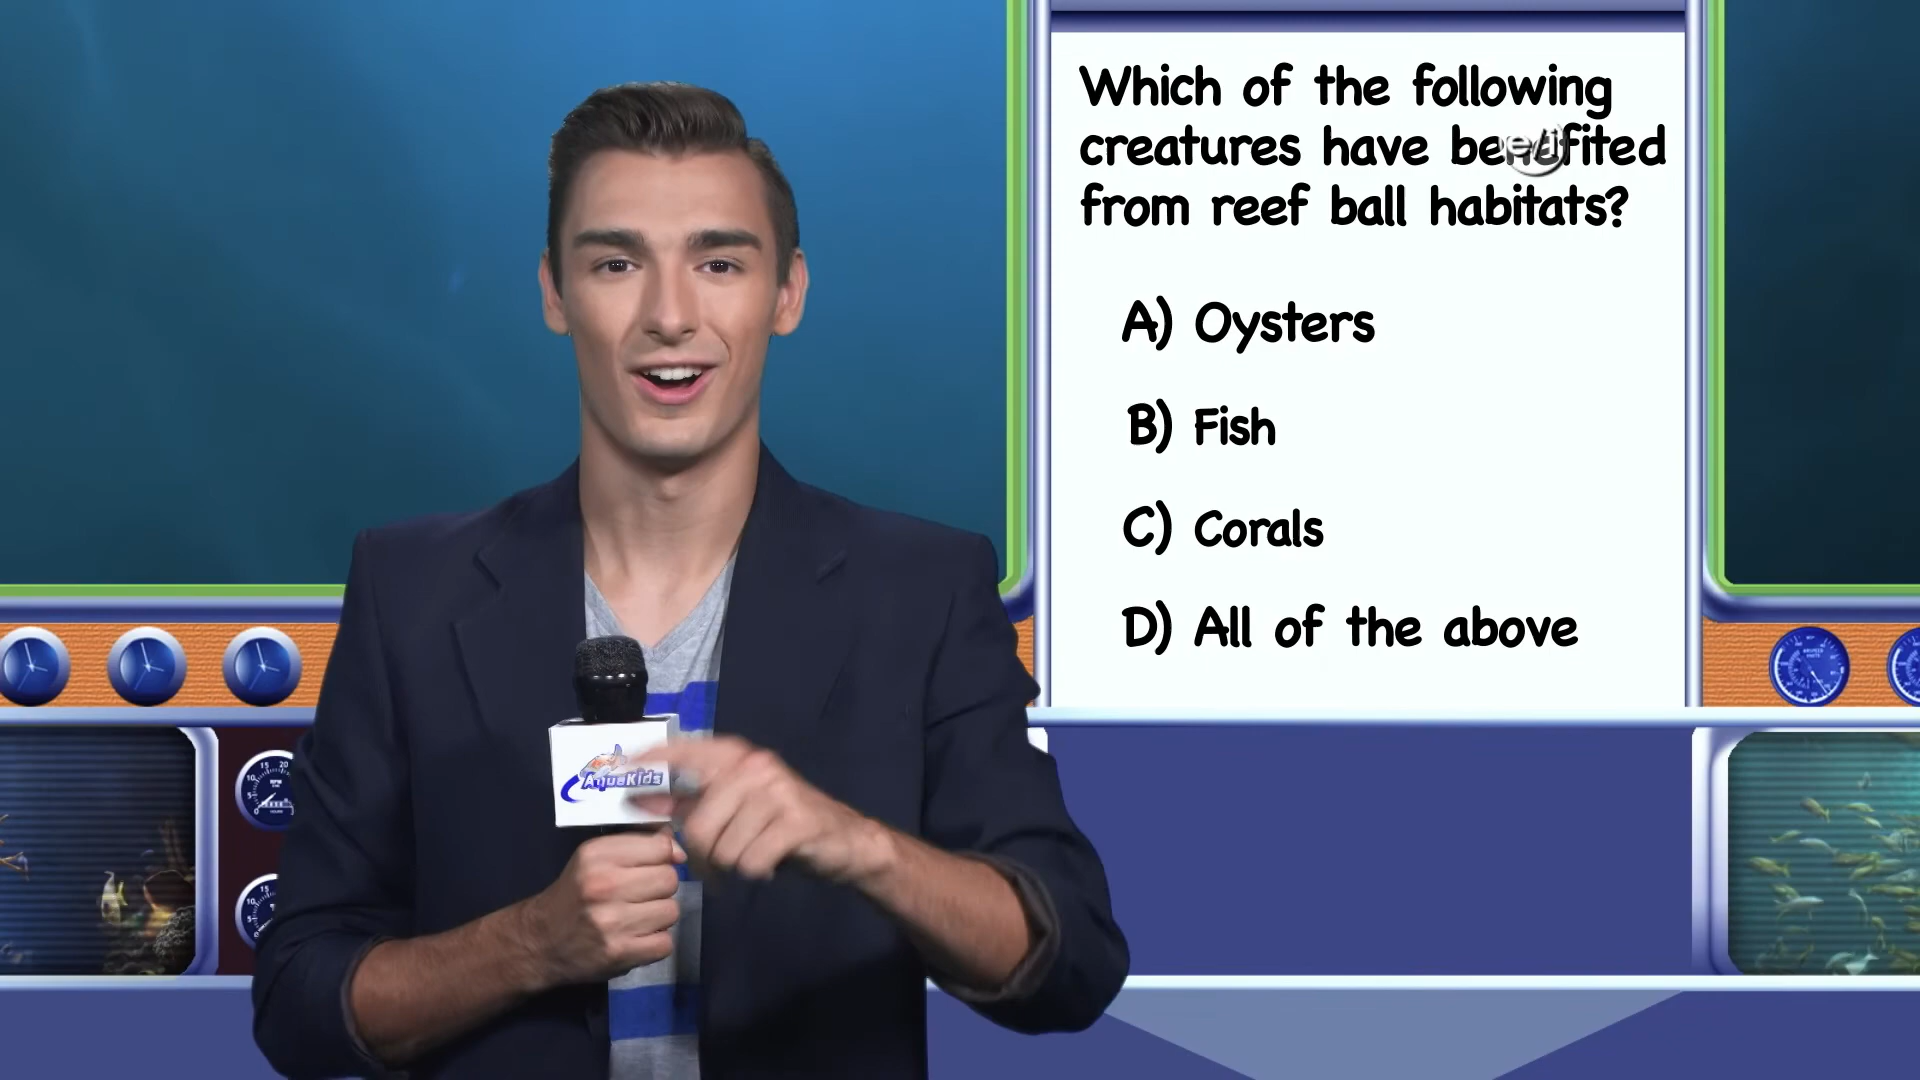 Which of the following
creatures have benefited
from reef ball habitats?
A) Oysters
B) Fish
C) Corals
D) All of the above
AquaKids
e/i